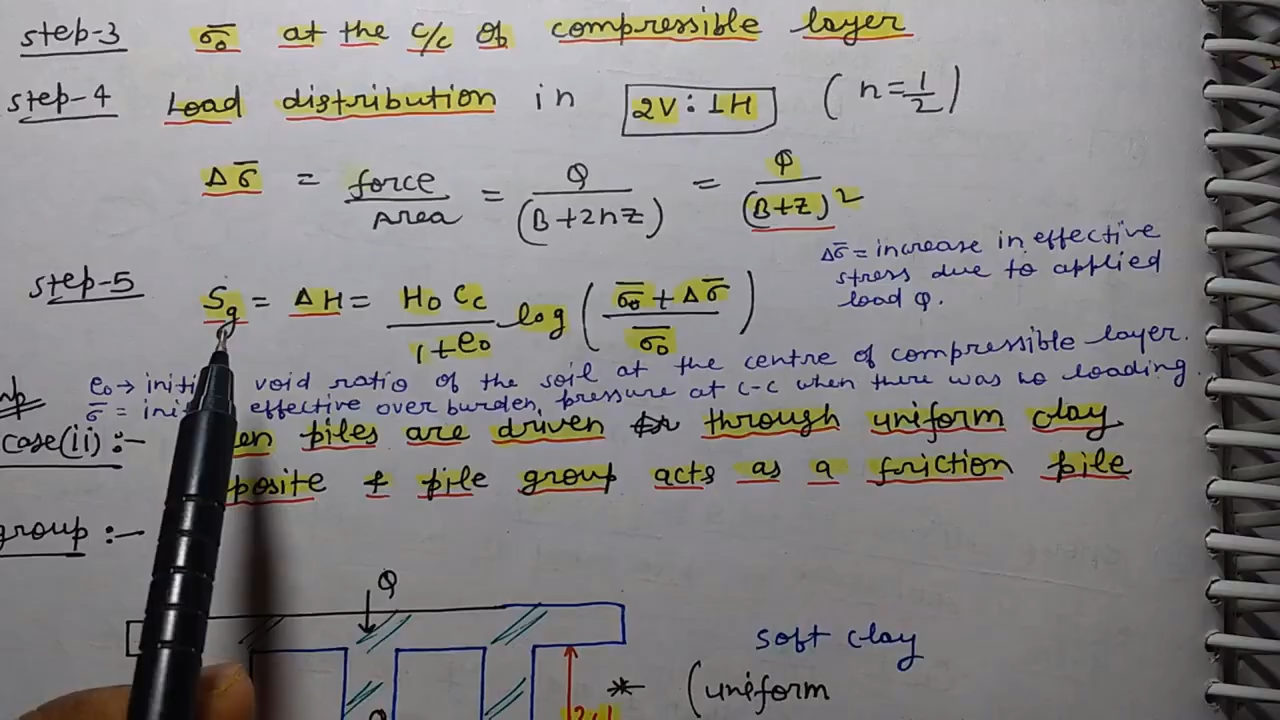 step-3 σ̄₀ at the c/c of compressible layer
step-4 Load distribution in 2V : 1H (n = 1/2)
Δσ̄ = force/Area = Q/(B+2nz) = Q/(B+z)²
Δσ̄ = increase in effective
stress due to applied
load Q.
step-5 Sg = ΔH = H₀Cc/1+e₀ log(σ̄₀+Δσ̄/σ̄₀)
e₀ → void ratio of the soil at the centre of compressible layer.
σ̄ = effective over burden, pressure at C-C when there was no loading.
case(ii) :- piles are driven through uniform clay
& pile group acts as a friction pile
group :-
Q
soft clay
(uniform